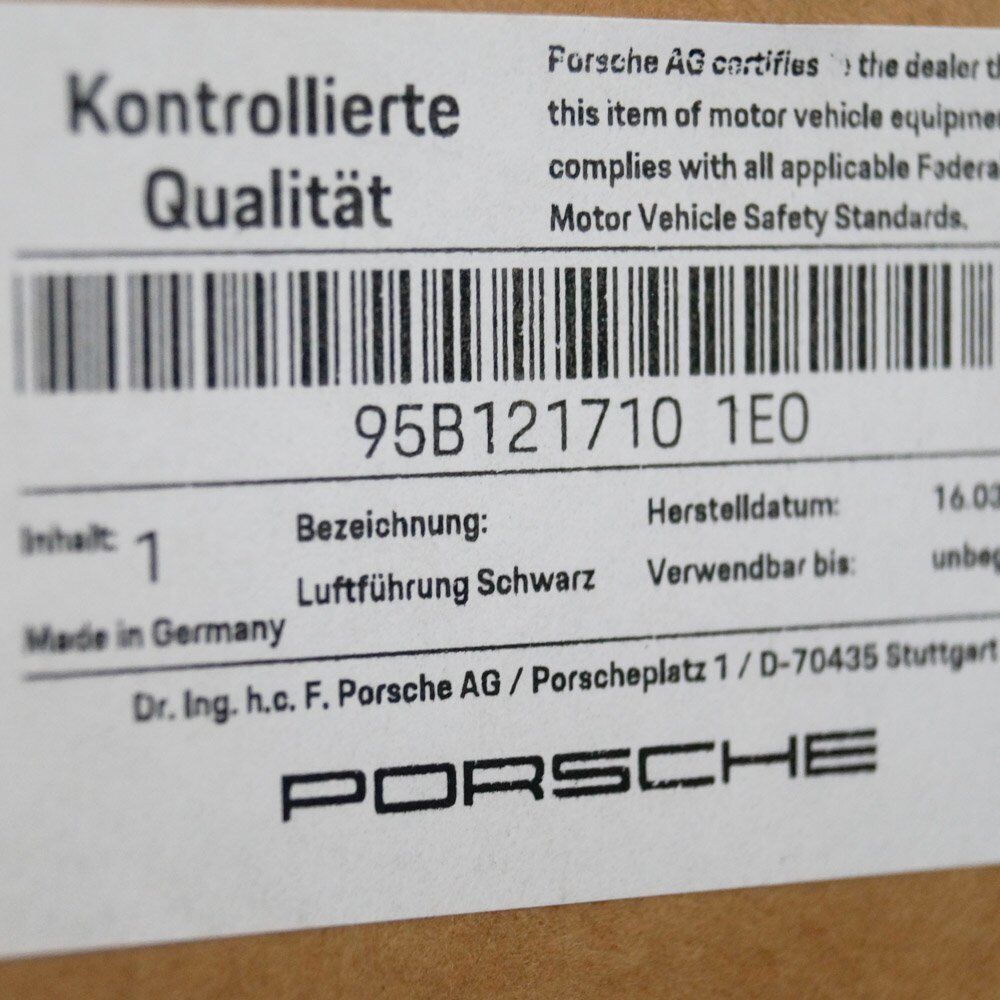 Kontrollierte
Qualität
Porsche AG certifies the dealer
this item of motor vehicle
complies with all applicable
Motor Vehicle Safety Standards.
95B121710 1E0
Inhalt: 1
Bezeichnung:
Luftführung Schwarz
Herstelldatum: 16.03
Verwendbar bis:
Made in Germany
Dr. Ing. h.c. F. Porsche AG / Porscheplatz 1 / D-70435 Stuttgart
PORSCHE